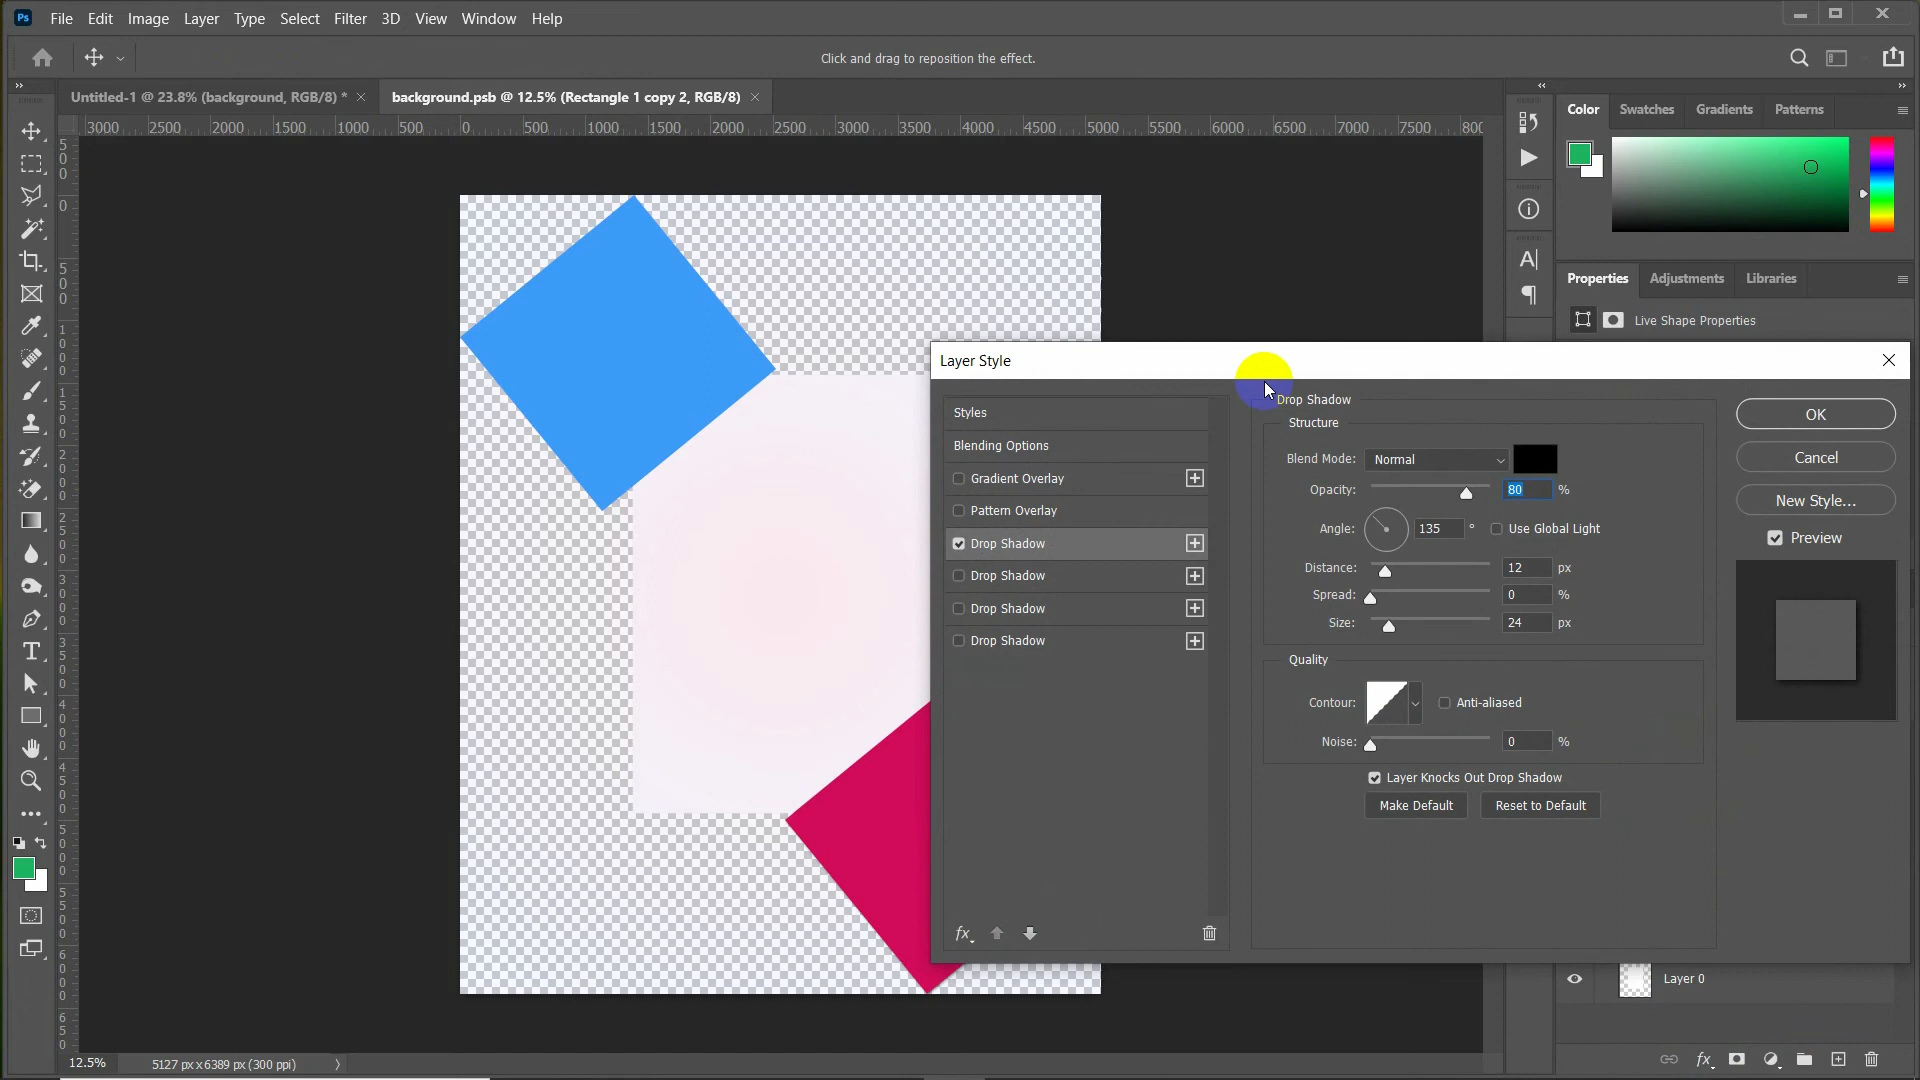 Ps File Edit Image Layer Type Select Filter 3D View Window Help
Click and drag to reposition the effect.
Untitled-1 @ 23.8% (background, RGB/8) * × background.psb @ 12.5% (Rectangle 1 copy 2, RGB/8) ×
3000 2500 2000 1500 1000 500 0 500 1000 1500 2000 2500 3000 3500 4000 4500 5000 5500 6000 6500 7000 7500 800
Color Swatches Gradients Patterns
Properties Adjustments Libraries
Live Shape Properties
Layer Style
Styles
Blending Options
Gradient Overlay
Pattern Overlay
Drop Shadow
Drop Shadow
Drop Shadow
Drop Shadow
Drop Shadow
Structure
Blend Mode: Normal
Opacity: 80 %
Angle: 135 ° Use Global Light
Distance: 12 px
Spread: 0 %
Size: 24 px
Quality
Contour: Anti-aliased
Noise: 0 %
Layer Knocks Out Drop Shadow
Make Default Reset to Default
OK
Cancel
New Style...
Preview
fx
Layer 0
12.5% 5127 px x 6389 px (300 ppi)
fx